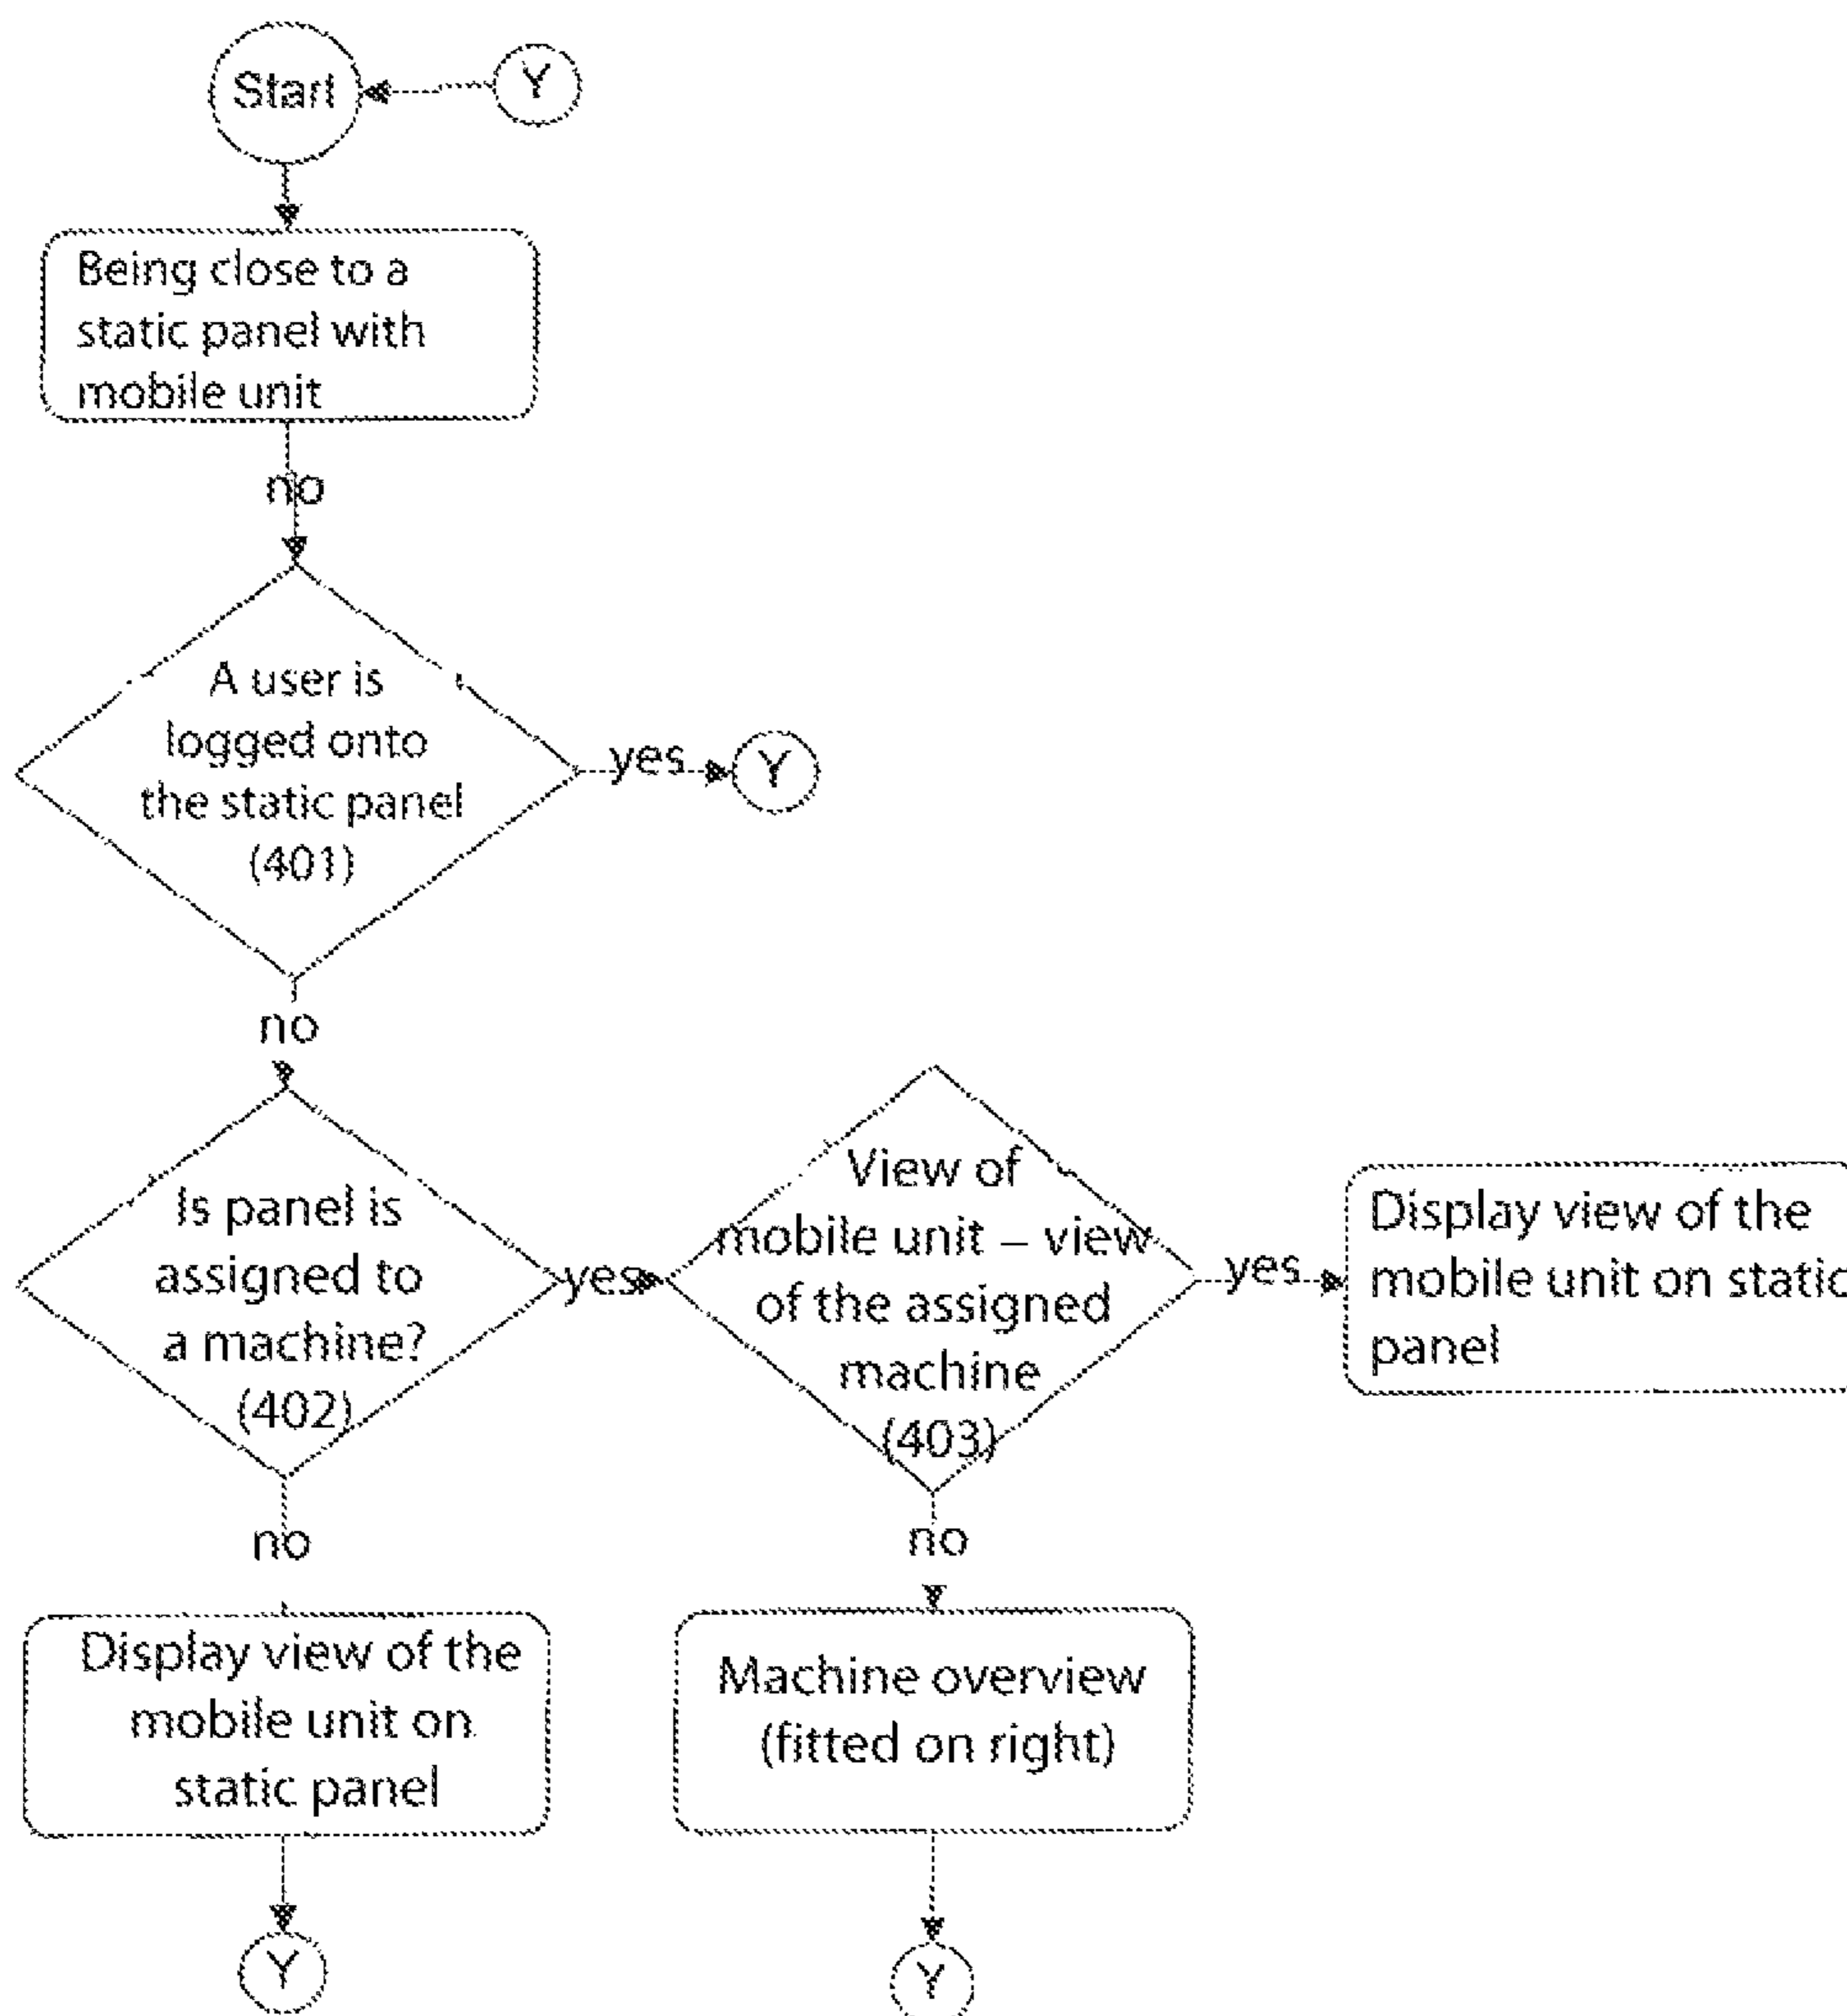 Start
Y
Being close to a
static panel with
mobile unit
no
A user is
logged onto
the static panel
(401)
yes
Y
no
Is panel is
assigned to
a machine?
(402)
yes
View of
mobile unit – view
of the assigned
machine
(403)
yes
Display view of the
mobile unit on static
panel
no
no
Display view of the
mobile unit on
static panel
Machine overview
(fitted on right)
Y
Y